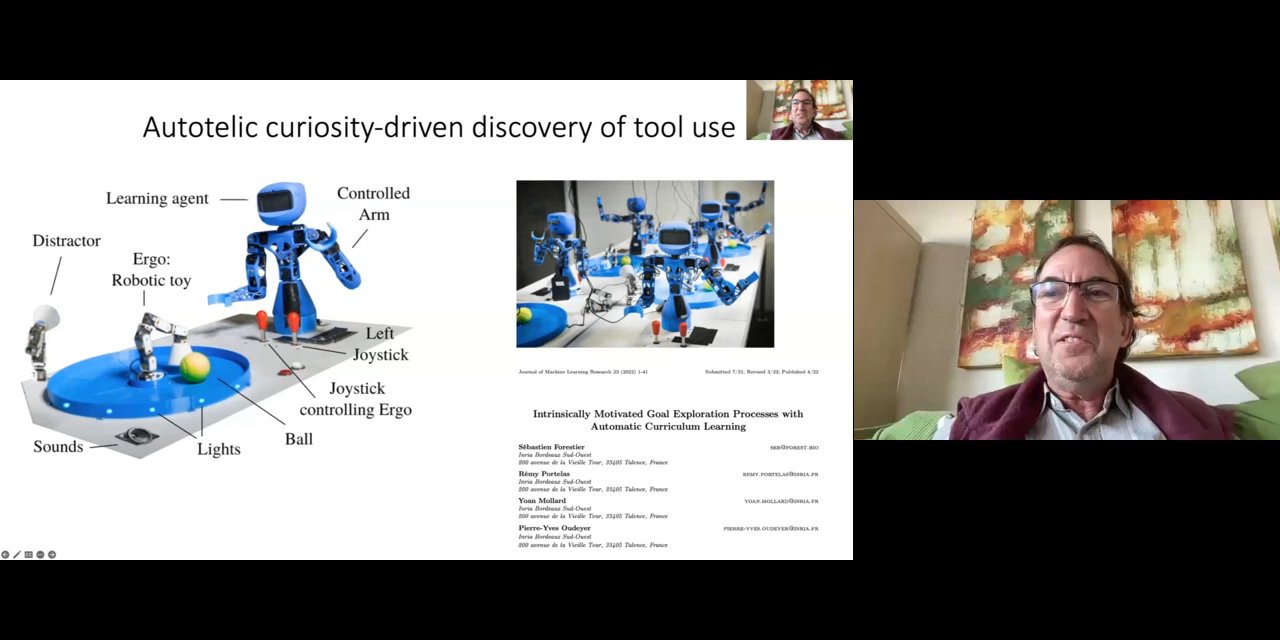 Autotelic curiosity-driven discovery of tool use
Learning agent
Controlled
Arm
Distractor
Ergo:
Robotic toy
Left
Joystick
Joystick
controlling Ergo
Ball
Sounds
Lights
Journal of Machine Learning Research 23 (2022) 1-41
Submitted 7/21; Revised 3/22; Published 4/22
Intrinsically Motivated Goal Exploration Processes with
Automatic Curriculum Learning
Sébastien Forestier
SEB@FOREST.BIO
Inria Bordeaux Sud-Ouest
200 avenue de la Vieille Tour, 33405 Talence, France
Rémy Portelas
REMY.PORTELAS@INRIA.FR
Inria Bordeaux Sud-Ouest
200 avenue de la Vieille Tour, 33405 Talence, France
Yoan Mollard
YOAN.MOLLARD@INRIA.FR
Inria Bordeaux Sud-Ouest
200 avenue de la Vieille Tour, 33405 Talence, France
Pierre-Yves Oudeyer
PIERRE-YVES.OUDEYER@INRIA.FR
Inria Bordeaux Sud-Ouest
200 avenue de la Vieille Tour, 33405 Talence, France